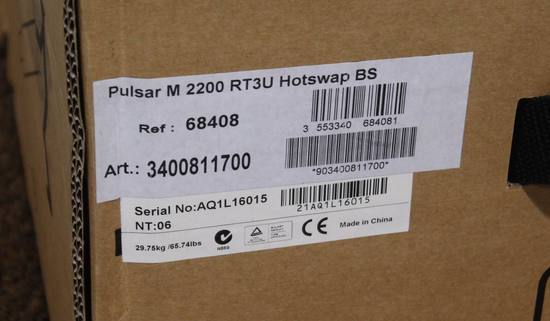 Pulsar M 2200 RT3U Hotswap BS
Ref : 68408
3 553340 684081
Art.: 3400811700
*903400811700*
Serial No:AQ1L16015
21AQ1L16015
NT:06
29.75kg /65.74lbs
N899
CE
Made in China